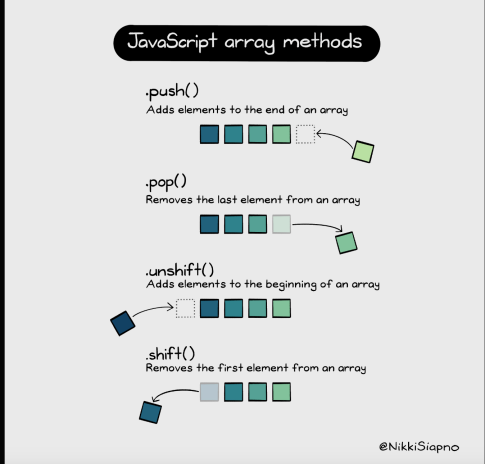 JavaScript array methods
.push()
Adds elements to the end of an array
.pop()
Removes the last element from an array
.unshift()
Adds elements to the beginning of an array
.shift()
Removes the first element from an array
@NikkiSiapno